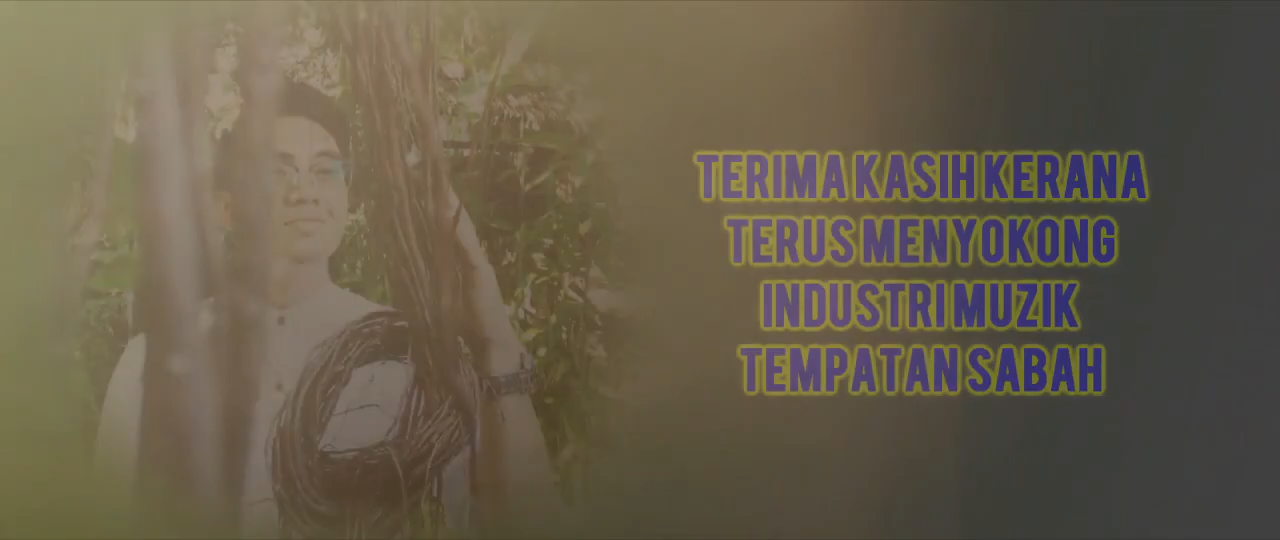 TERIMA KASIH KERANA
TERUS MENYOKONG
INDUSTRI MUZIK
TEMPATAN SABAH